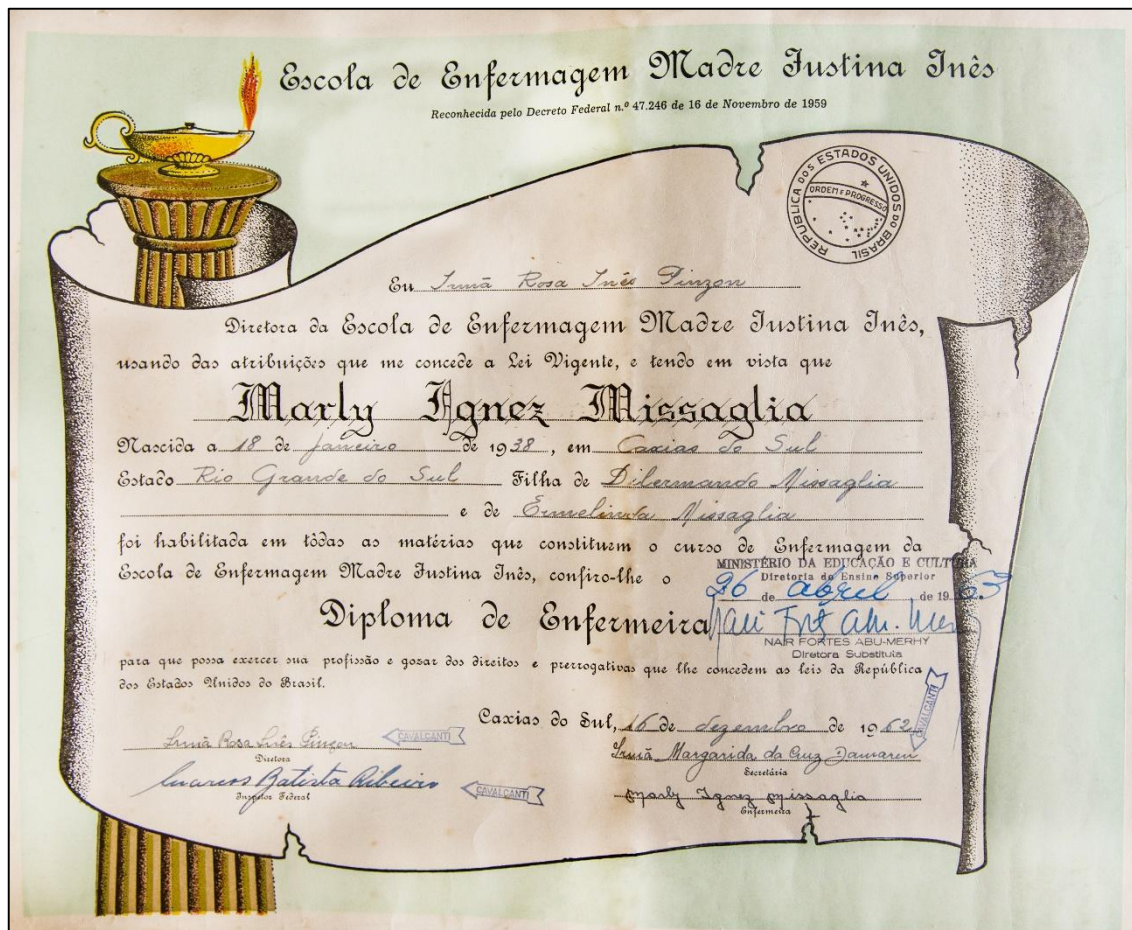 Escola de Enfermagem Madre Justina Inês
Reconhecida pelo Decreto Federal n.º 47.246 de 16 de Novembro de 1959
REPUBLICA DOS ESTADOS UNIDOS DO BRASIL
ORDEM E PROGRESSO
Eu Irmã Rosa Inês Pinzon
Diretora da Escola de Enfermagem Madre Justina Inês,
usando das atribuições que me concede a Lei Vigente, e tendo em vista que
Marly Agnez Missaglia
Nascida a 18 de janeiro de 1938, em Caxias do Sul
Estado Rio Grande do Sul Filha de Dilermando Missaglia
e de Ermelinda Missaglia
foi habilitada em tôdas as matérias que constituem o curso de Enfermagem da
Escola de Enfermagem Madre Justina Inês, confiro-lhe o
MINISTÉRIO DA EDUCAÇÃO E CULTURA
Diretoria do Ensino Superior
26 de abril de 1963
Diploma de Enfermeira
NAIR FORTES ABU-MERHY
Diretora Substituta
para que possa exercer sua profissão e gosar dos direitos e prerrogativas que lhe concedem as leis da República
dos Estados Unidos do Brasil.
Caxias do Sul, 16 de dezembro de 1962
CAVALCANTI
Irmã Rosa Inês Pinzon
CAVALCANTI
Irmã Margarida da Cruz
Diretora
Secretária
Batista Ribeiro
CAVALCANTI
Marly Ignez Missaglia
Inspetor Federal
Enfermeira